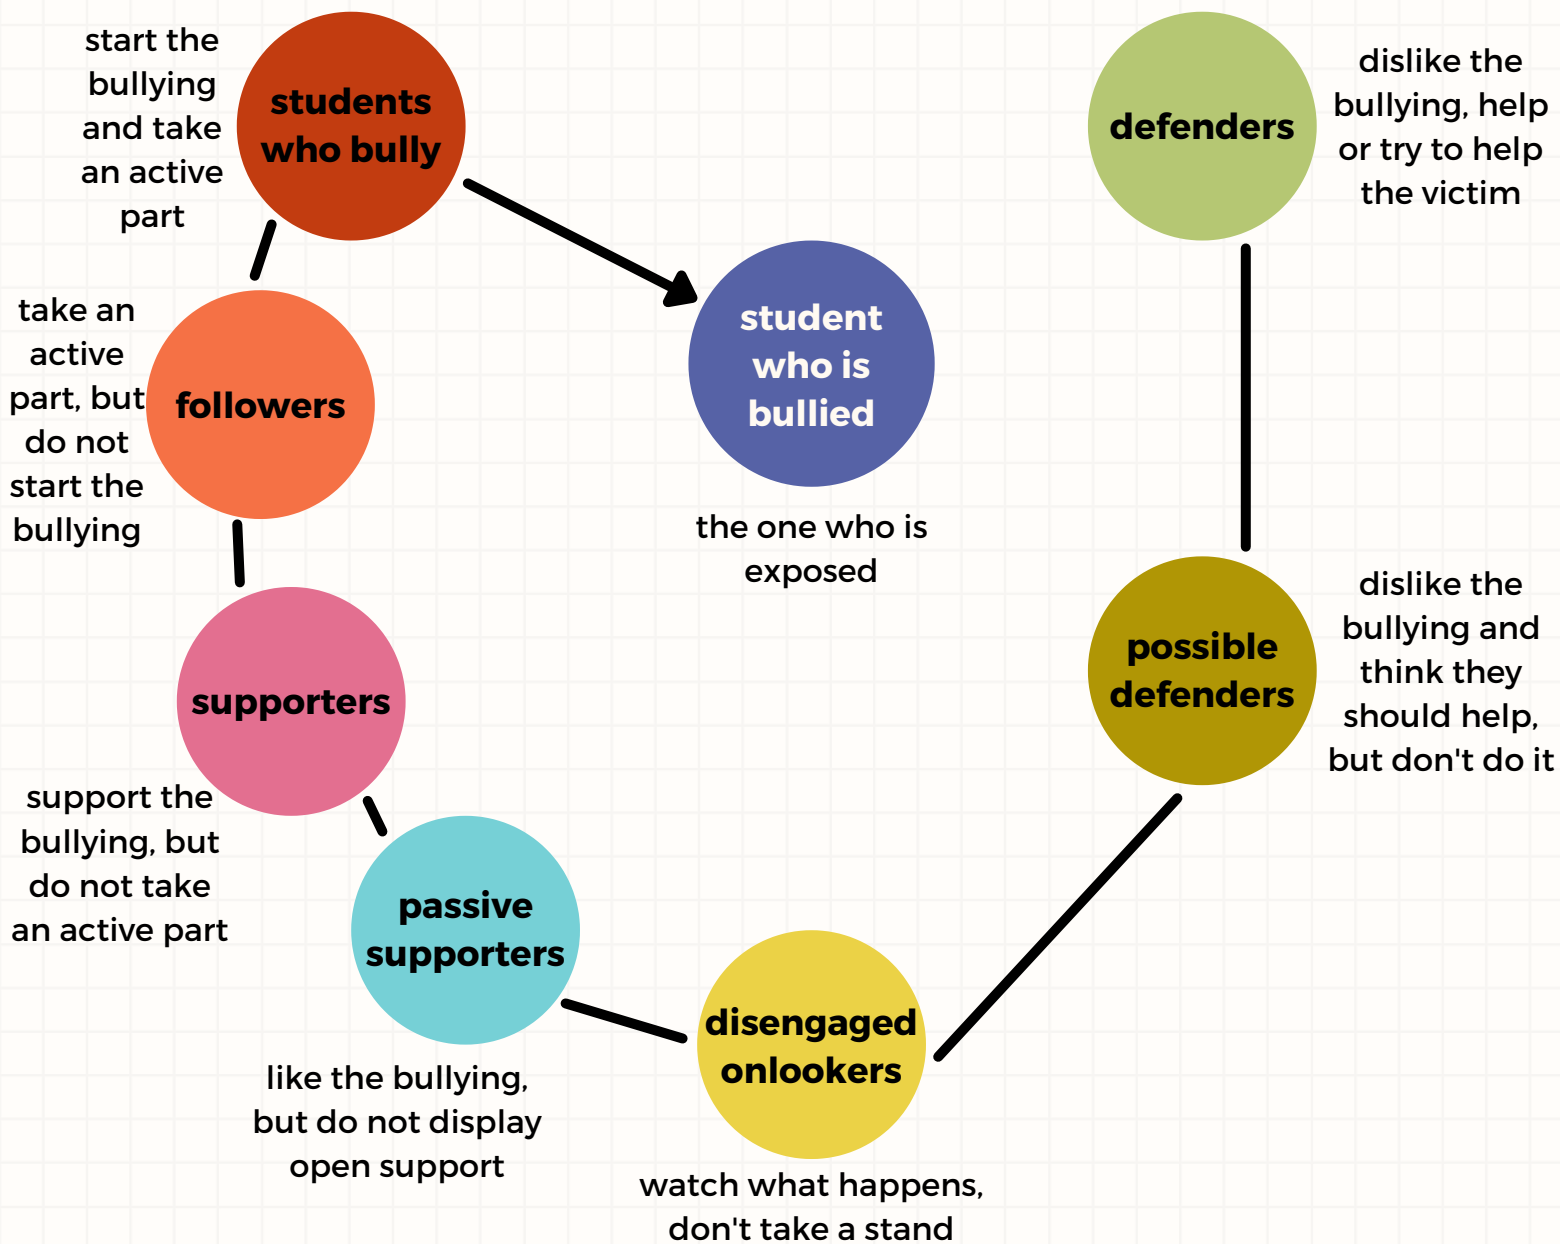 start the
bullying
and take
an active
part
students
who bully
defenders
dislike the
bullying, help
or try to help
the victim
take an
active
part, but
do not
start the
bullying
followers
student
who is
bullied
the one who is
exposed
supporters
support the
bullying, but
do not take
an active part
possible
defenders
dislike the
bullying and
think they
should help,
but don't do it
passive
supporters
like the bullying,
but do not display
open support
disengaged
onlookers
watch what happens,
don't take a stand